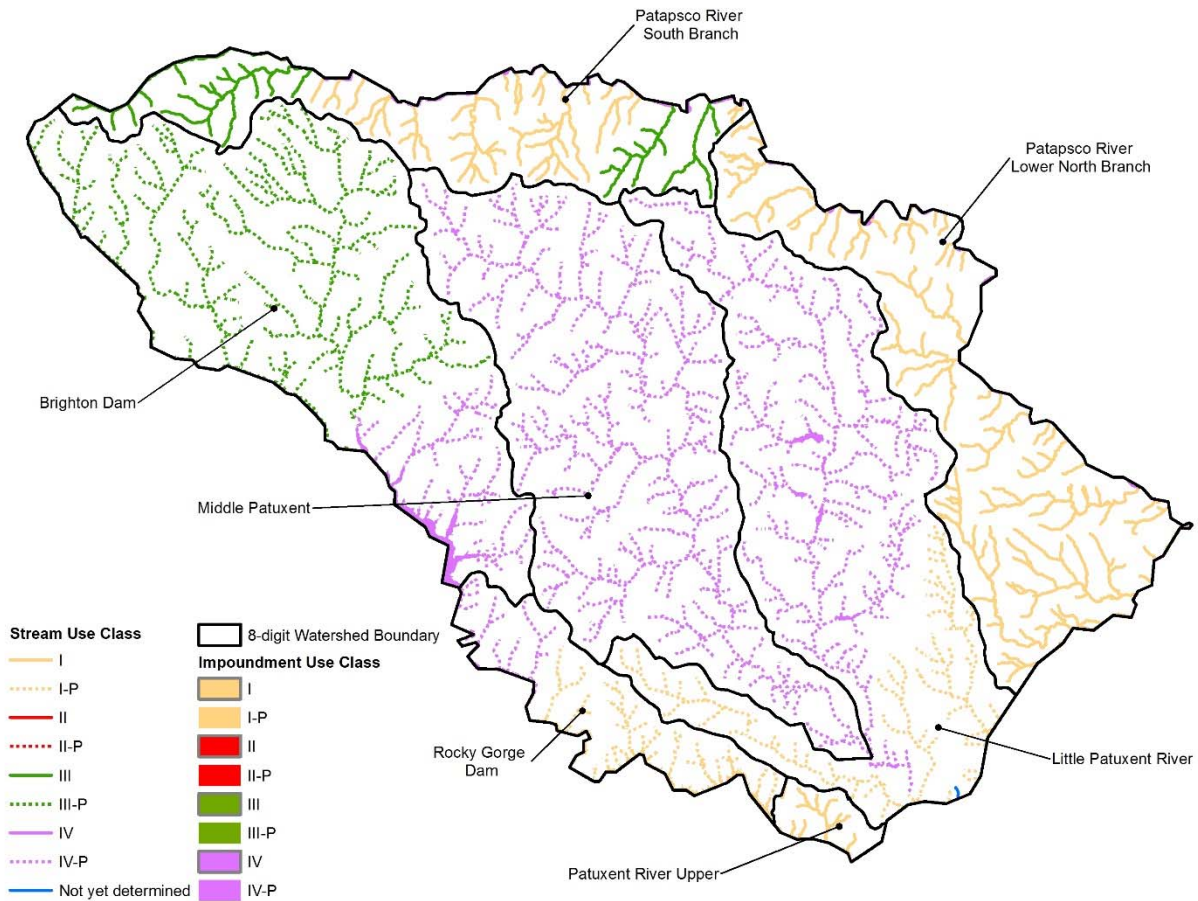 Patapsco River
South Branch
Patapsco River
Lower North Branch
Brighton Dam
Middle Patuxent
Rocky Gorge
Dam
Little Patuxent River
Patuxent River Upper
Stream Use Class
I
I-P
II
II-P
III
III-P
IV
IV-P
Not yet determined
8-digit Watershed Boundary
Impoundment Use Class
I
I-P
II
II-P
III
III-P
IV
IV-P